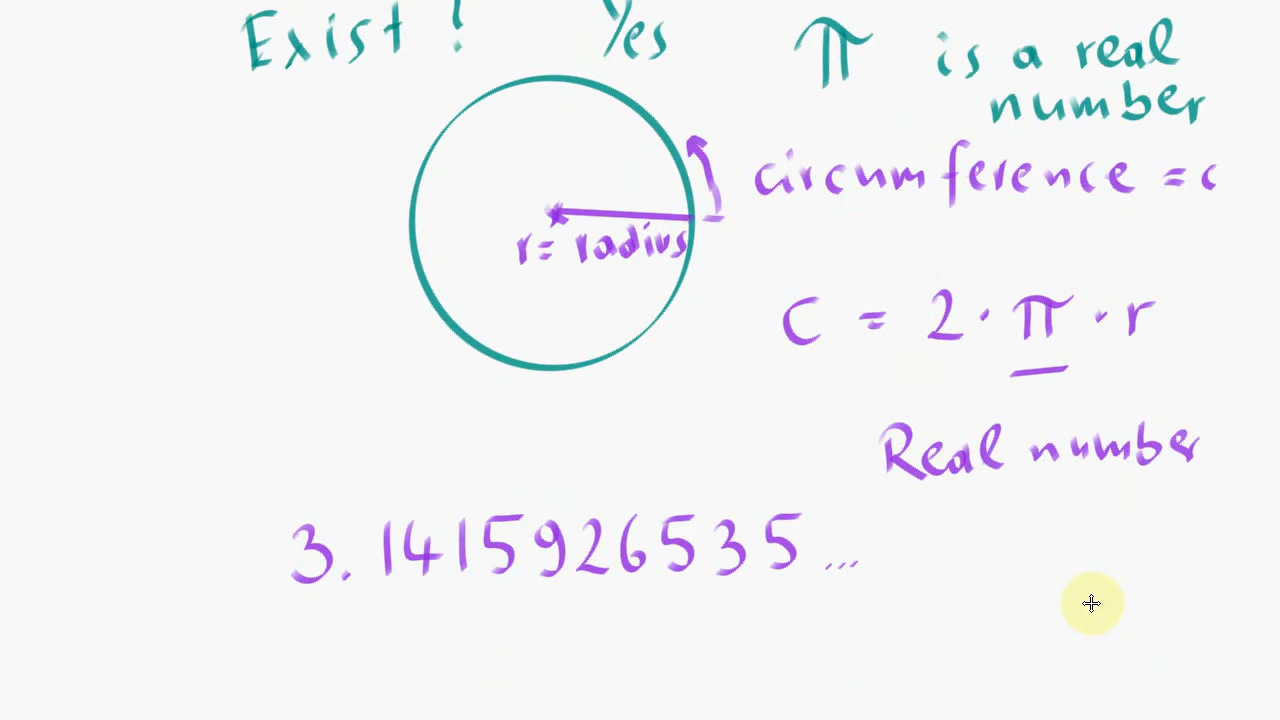 Exist ? Yes
π is a real
number
circumference = c
r = radius
C = 2 · π · r
Real number
3.1415926535...